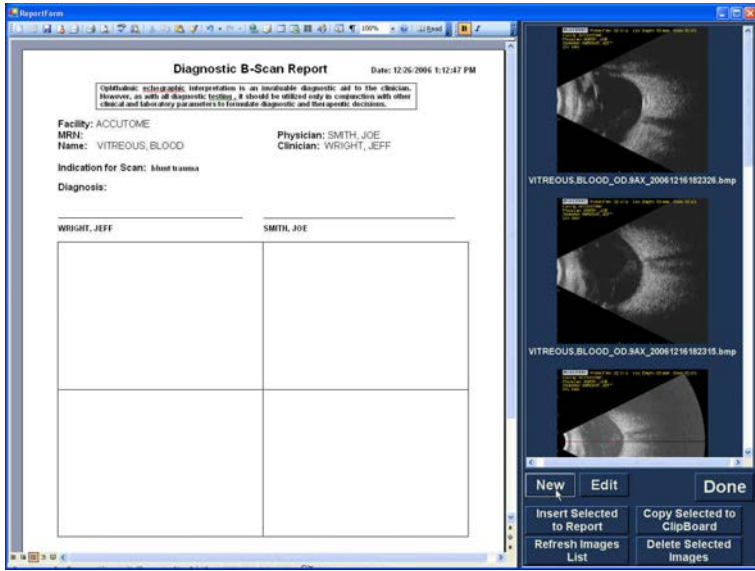 ReportForm
100%
Read
Diagnostic B-Scan Report
Date: 12/26/2006 1:12:47 PM
Ophthalmic echographic interpretation is an invaluable diagnostic aid to the clinician.
However, as with all diagnostic testing , it should be utilized only in conjunction with other
clinical and laboratory parameters to formulate diagnostic and therapeutic decisions.
Facility: ACCUTOME
MRN:
Physician: SMITH, JOE
Name: VITREOUS, BLOOD
Clinician: WRIGHT, JEFF
Indication for Scan: blunt trauma
Diagnosis:
WRIGHT, JEFF
SMITH, JOE
VITREOUS,BLOOD_OD.9AX_20061216182326.bmp
VITREOUS,BLOOD_OD.9AX_20061216182315.bmp
New
Edit
Done
Insert Selected
to Report
Copy Selected to
ClipBoard
Refresh Images
List
Delete Selected
Images